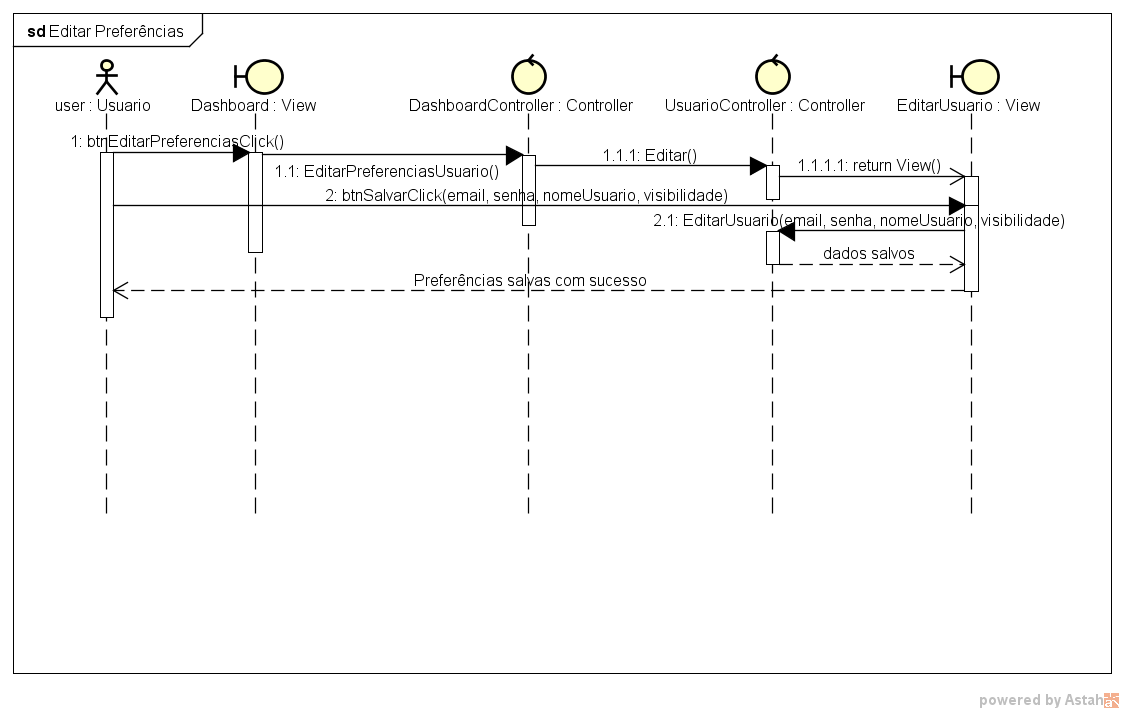 sd Editar Preferências
user : Usuario
Dashboard : View
DashboardController : Controller
UsuarioController : Controller
EditarUsuario : View
1: btnEditarPreferenciasClick()
1.1: EditarPreferenciasUsuario()
1.1.1: Editar()
1.1.1.1: return View()
2: btnSalvarClick(email, senha, nomeUsuario, visibilidade)
2.1: EditarUsuario(email, senha, nomeUsuario, visibilidade)
dados salvos
Preferências salvas com sucesso
powered by Astah